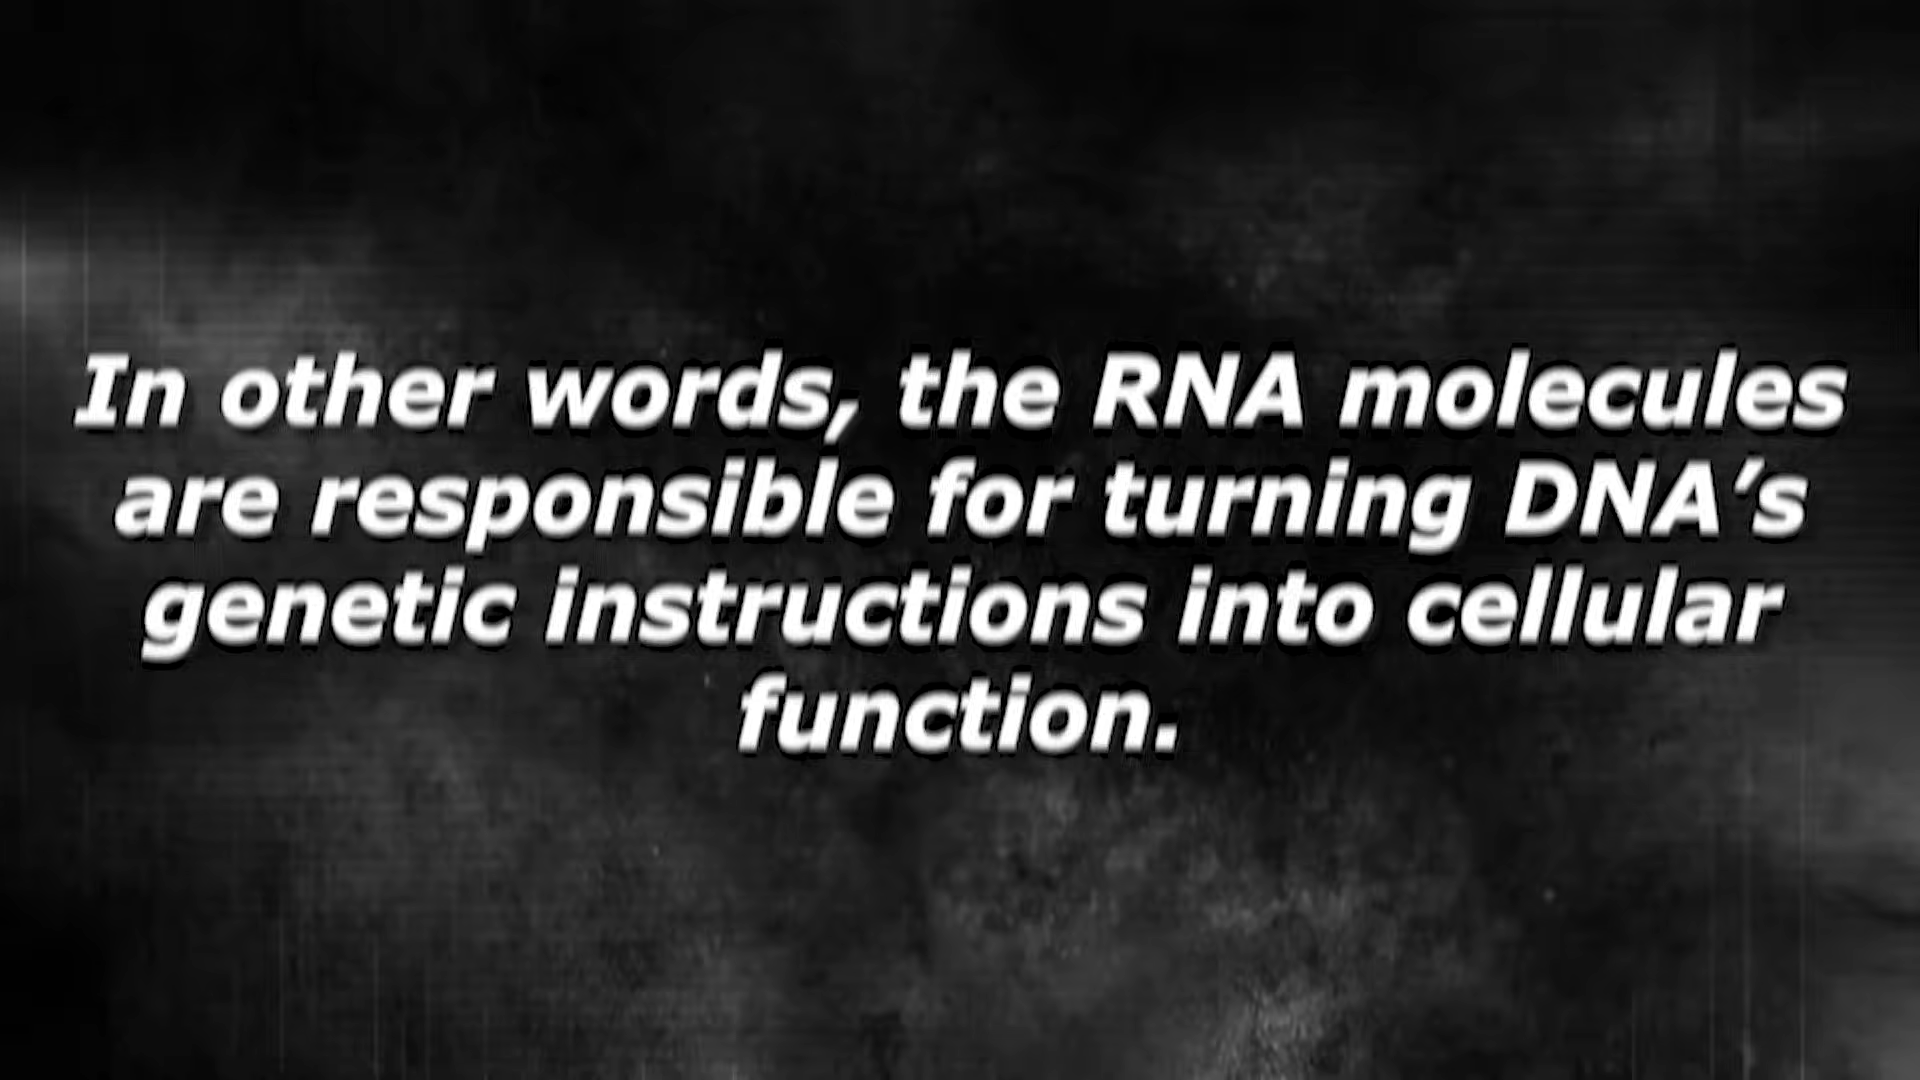 In other words, the RNA molecules
are responsible for turning DNA’s
genetic instructions into cellular
function.